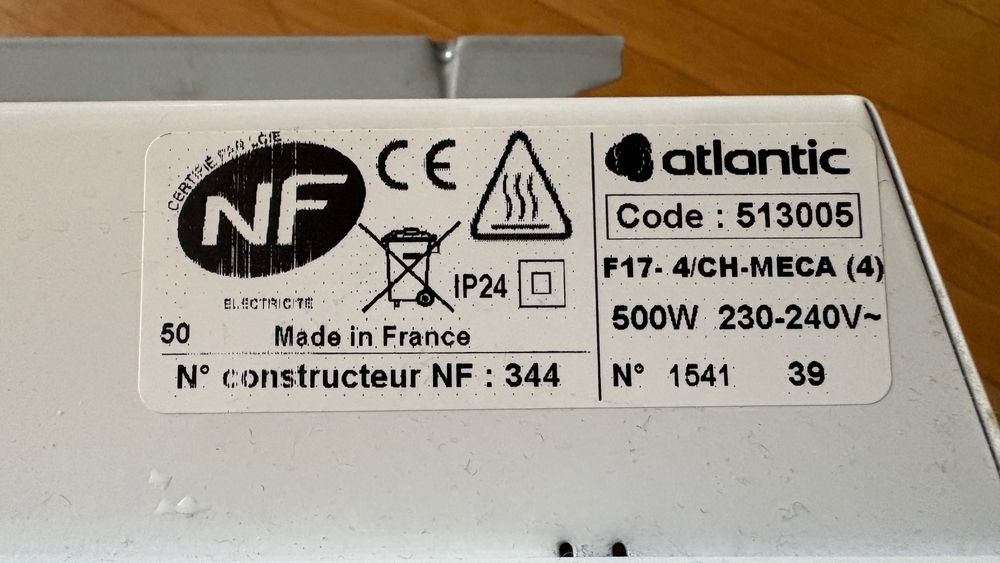 CERTIFIÉ PAR LCIE
NF
ELECTRICITE
CE
IP24
50 Made in France
N° constructeur NF : 344
atlantic
Code : 513005
F17- 4/CH-MECA (4)
500W 230-240V~
N° 1541 39